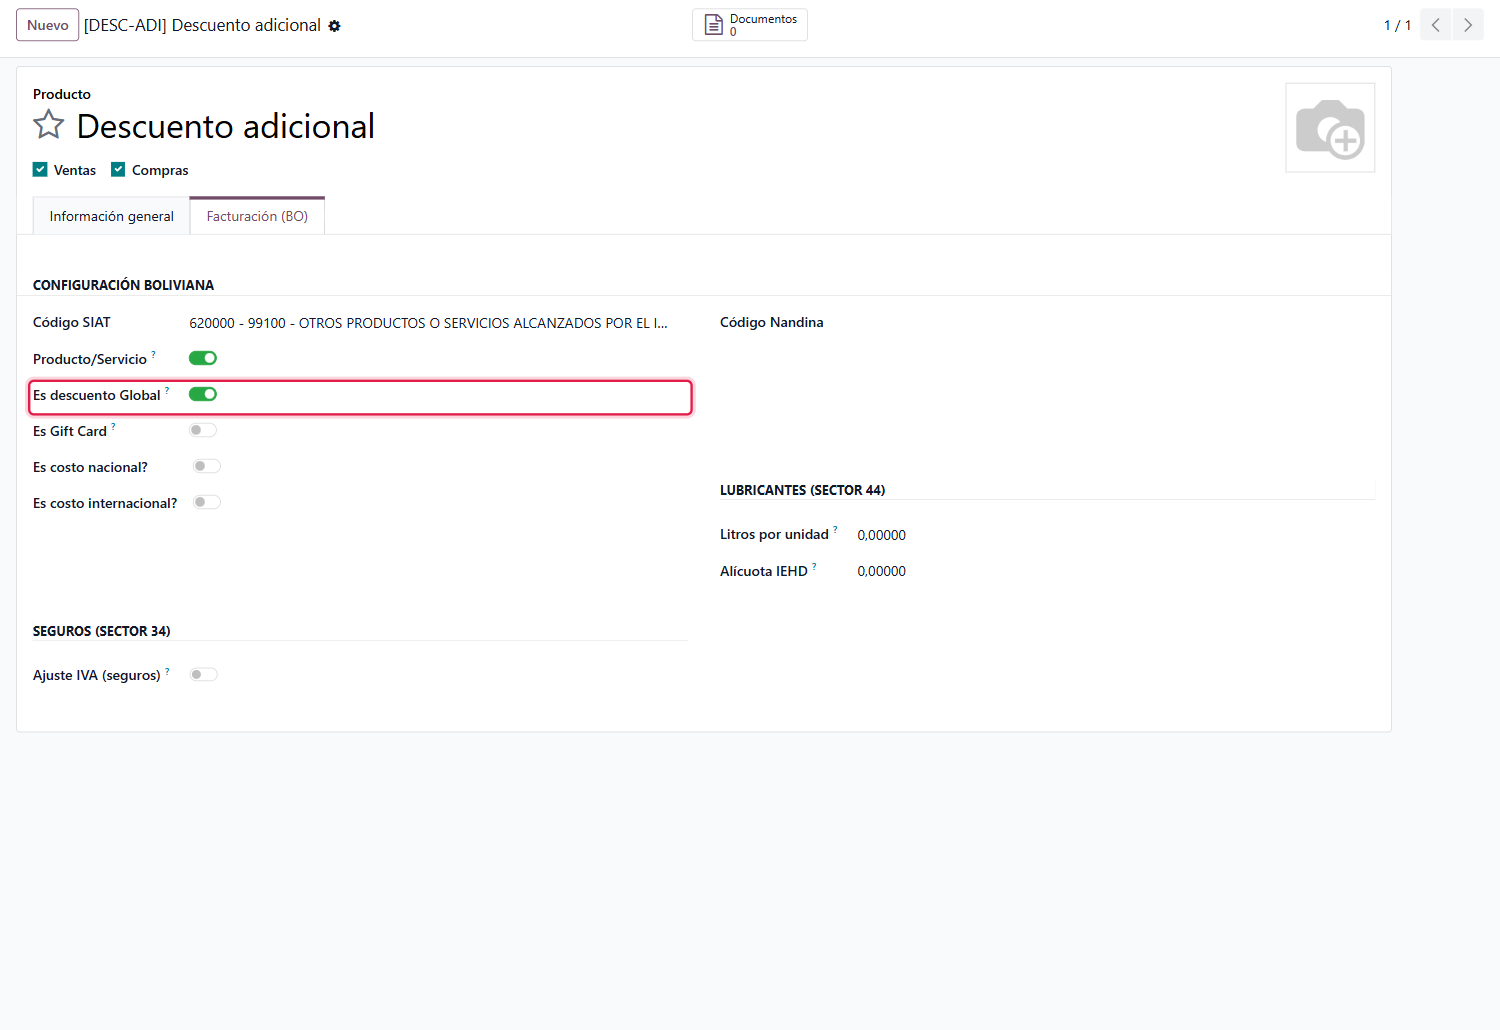 Nuevo [DESC-ADI] Descuento adicional
Documentos
0
1 / 1
Producto
Descuento adicional
Ventas Compras
Información general Facturación (BO)
CONFIGURACIÓN BOLIVIANA
Código SIAT 620000 - 99100 - OTROS PRODUCTOS O SERVICIOS ALCANZADOS POR EL I...
Código Nandina
Producto/Servicio ?
Es descuento Global ?
Es Gift Card ?
Es costo nacional?
Es costo internacional?
LUBRICANTES (SECTOR 44)
Litros por unidad ? 0,00000
Alícuota IEHD ? 0,00000
SEGUROS (SECTOR 34)
Ajuste IVA (seguros) ?